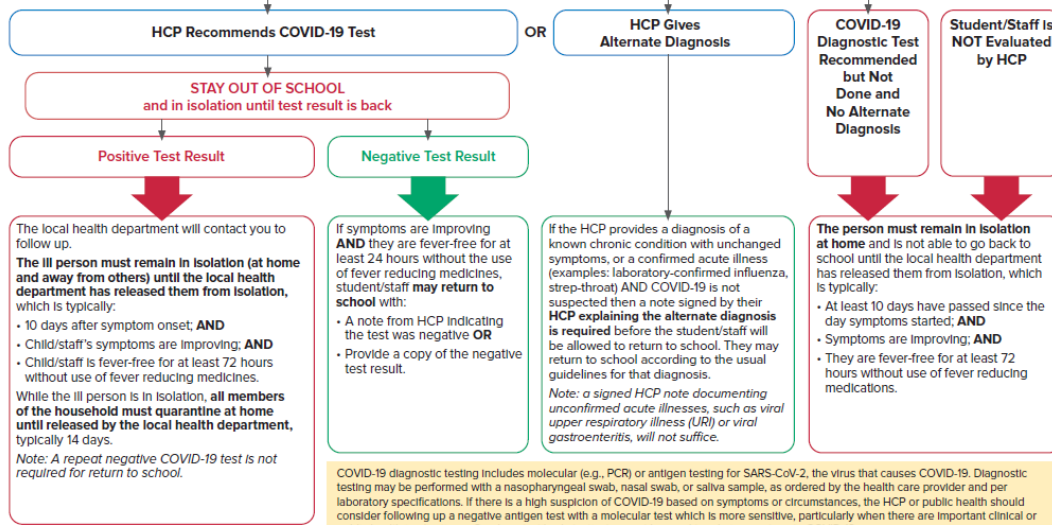 HCP Recommends COVID-19 Test
OR
HCP Gives
Alternate Diagnosis
COVID-19
Diagnostic Test
Recommended
but Not
Done and
No Alternate
Diagnosis
Student/Staff is
NOT Evaluated
by HCP
STAY OUT OF SCHOOL
and in isolation until test result is back
Positive Test Result
Negative Test Result
The local health department will contact you to
follow up.
The ill person must remain in isolation (at home
and away from others) until the local health
department has released them from isolation,
which is typically:
• 10 days after symptom onset; AND
• Child/staff's symptoms are improving; AND
• Child/staff is fever-free for at least 72 hours
without use of fever reducing medicines.
While the ill person is in isolation, all members
of the household must quarantine at home
until released by the local health department,
typically 14 days.
Note: A repeat negative COVID-19 test is not
required for return to school.
If symptoms are improving
AND they are fever-free for at
least 24 hours without the use
of fever reducing medicines,
student/staff may return to
school with:
• A note from HCP indicating
the test was negative OR
• Provide a copy of the negative
test result.
If the HCP provides a diagnosis of a
known chronic condition with unchanged
symptoms, or a confirmed acute illness
(examples: laboratory-confirmed influenza,
strep-throat) AND COVID-19 is not
suspected then a note signed by their
HCP explaining the alternate diagnosis
is required before the student/staff will
be allowed to return to school. They may
return to school according to the usual
guidelines for that diagnosis.
Note: a signed HCP note documenting
unconfirmed acute illnesses, such as viral
upper respiratory illness (URI) or viral
gastroenteritis, will not suffice.
The person must remain in isolation
at home and is not able to go back to
school until the local health department
has released them from isolation, which
is typically:
• At least 10 days have passed since the
day symptoms started; AND
• Symptoms are improving; AND
• They are fever-free for at least 72
hours without use of fever reducing
medications.
COVID-19 diagnostic testing includes molecular (e.g., PCR) or antigen testing for SARS-CoV-2, the virus that causes COVID-19. Diagnostic
testing may be performed with a nasopharyngeal swab, nasal swab, or saliva sample, as ordered by the health care provider and per
laboratory specifications. If there is a high suspicion of COVID-19 based on symptoms or circumstances, the HCP or public health should
consider following up a negative antigen test with a molecular test which is more sensitive, particularly when there are important clinical or